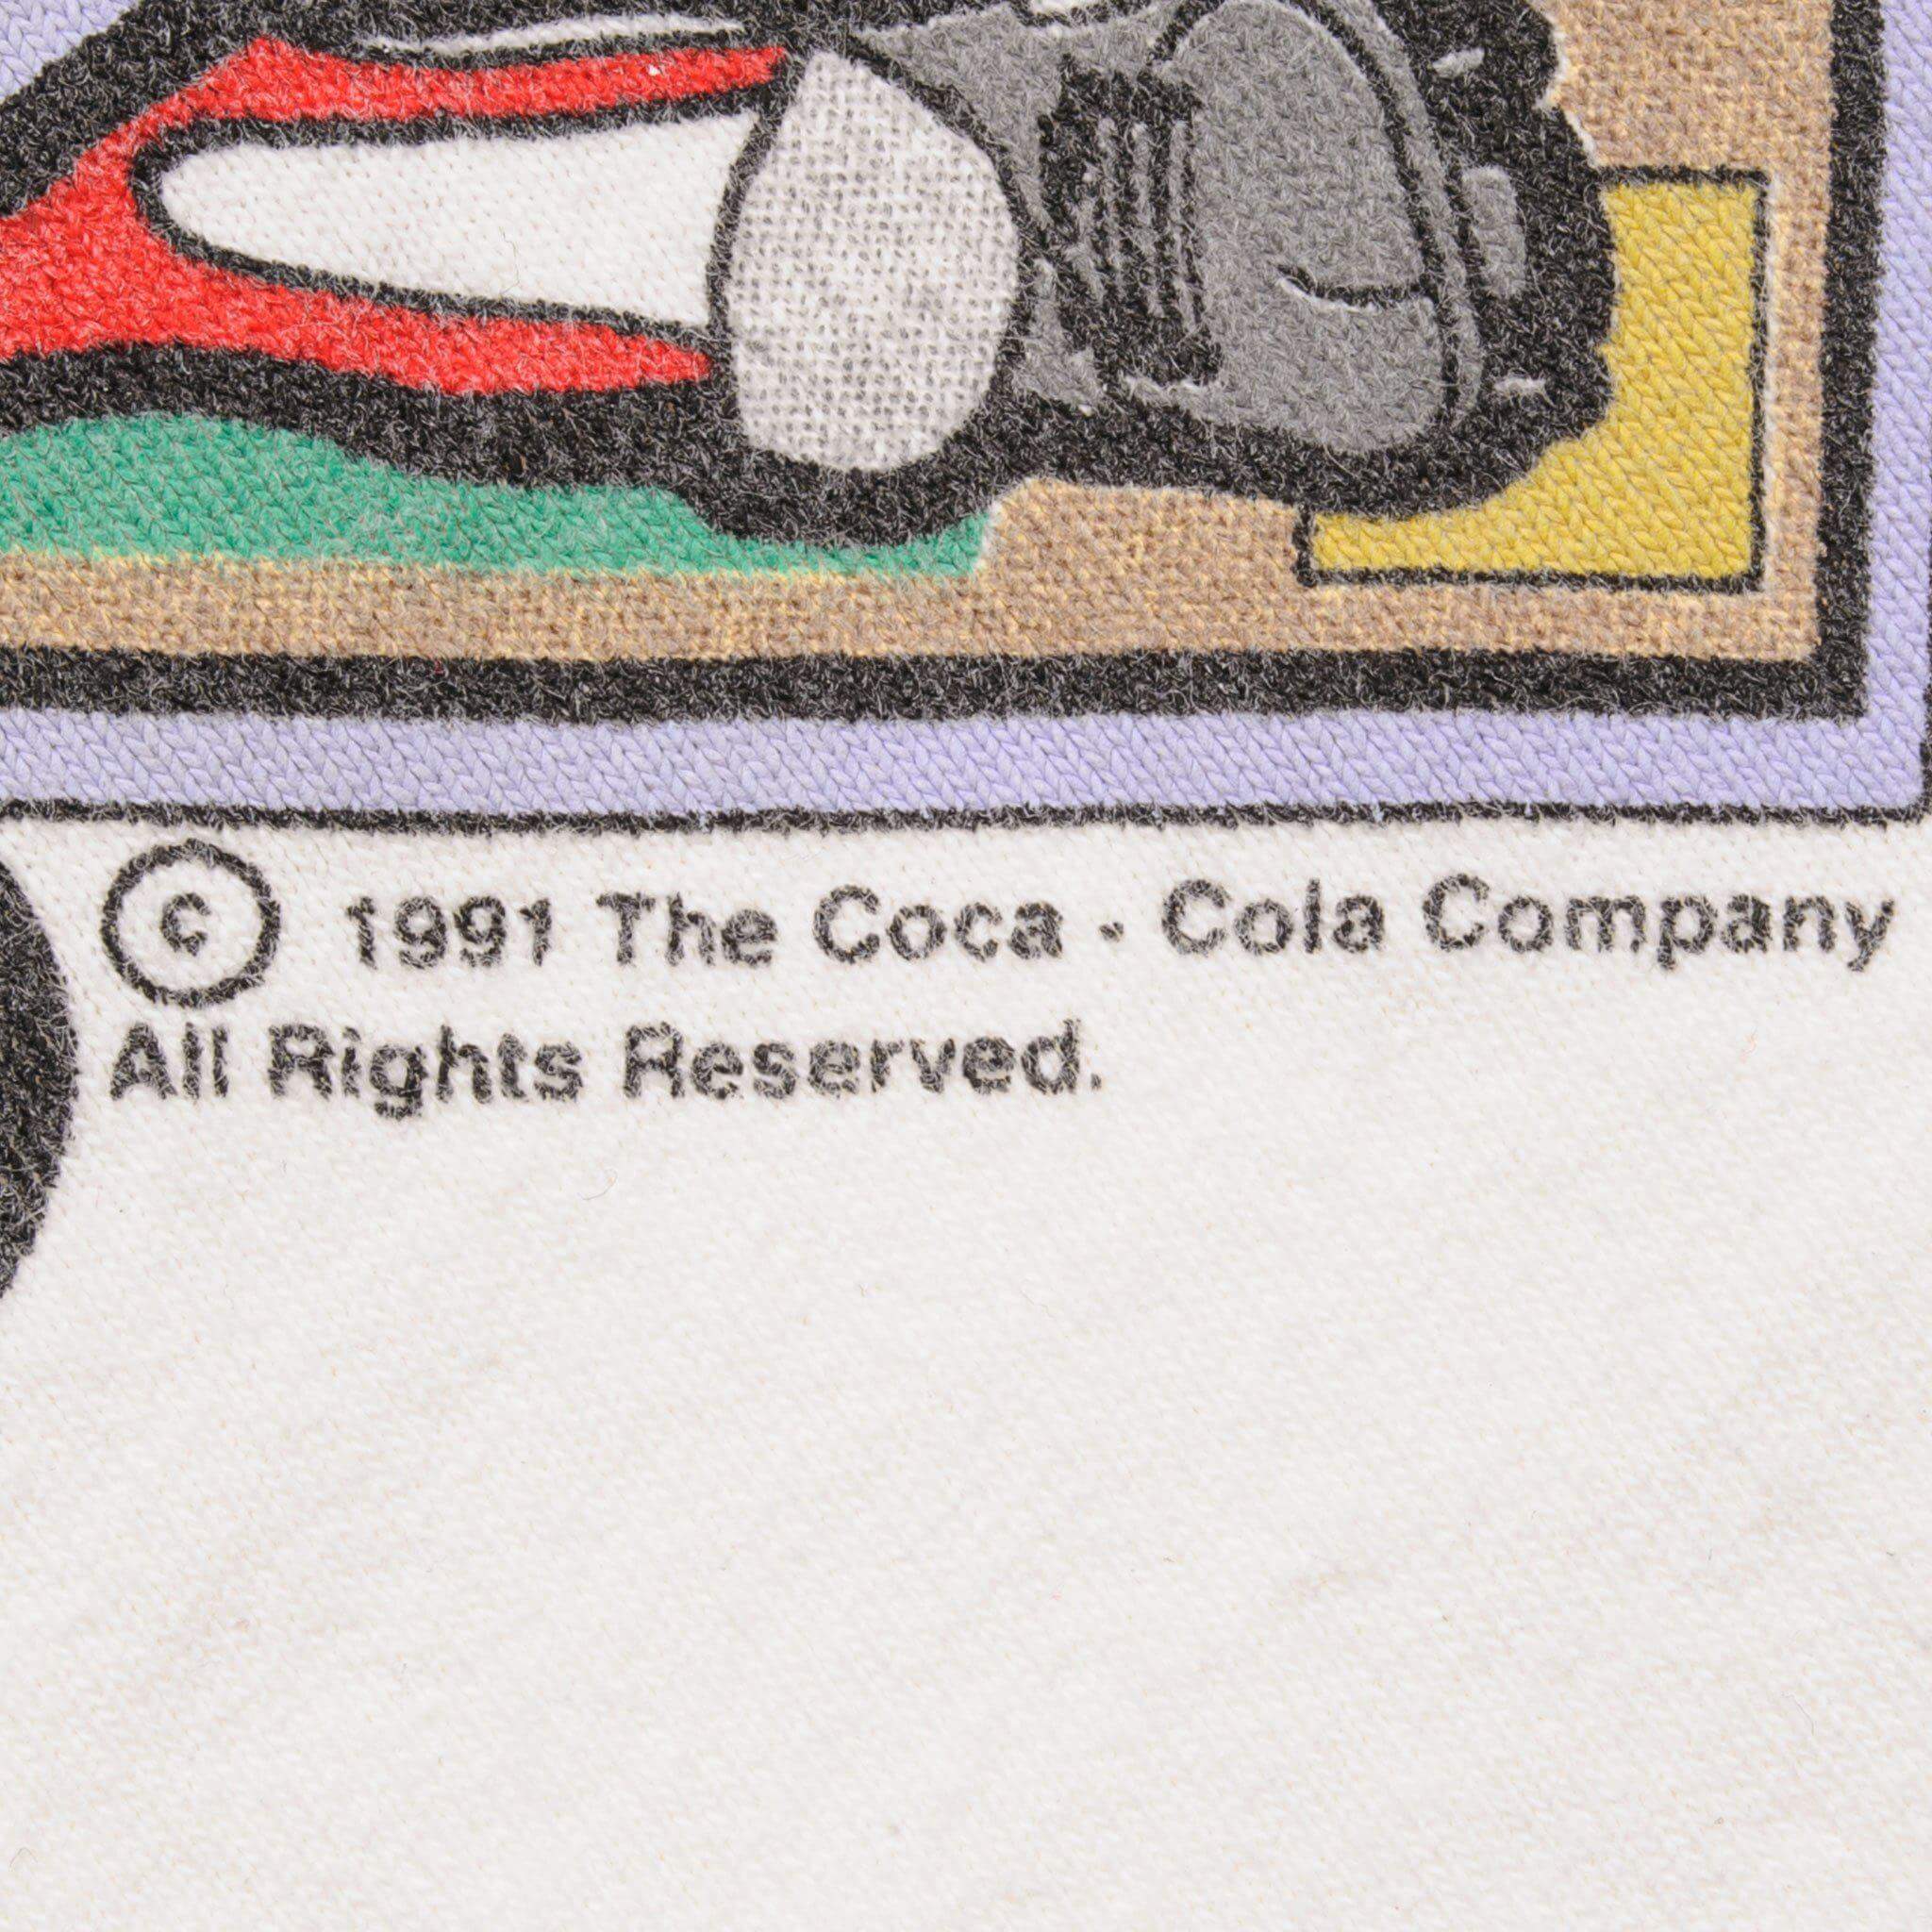 © 1991 The Coca - Cola Company
All Rights Reserved.